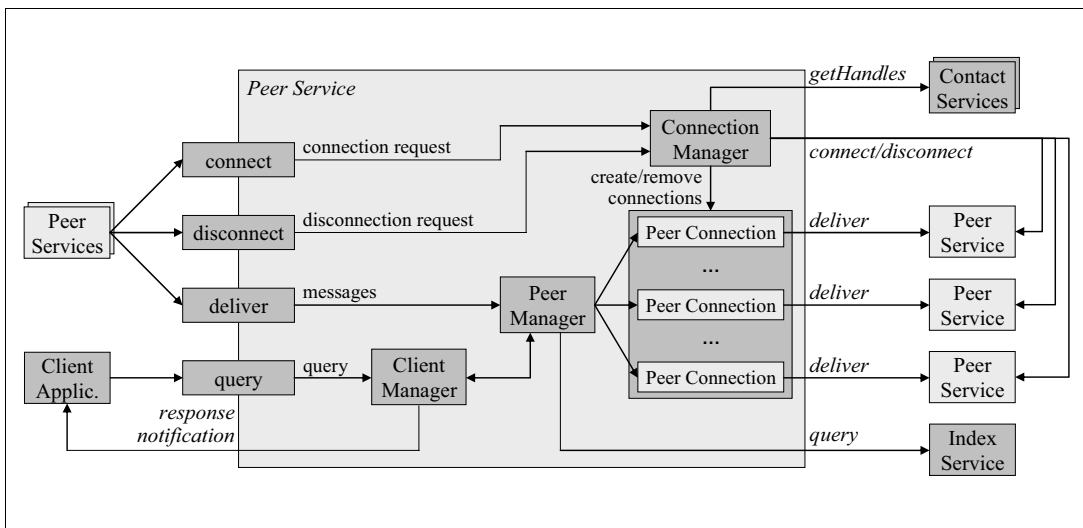 getHandles
Contact
Services
Peer Service
Connection
Manager
connect
connection request
connect/disconnect
create/remove
connections
Peer
Services
disconnect
disconnection request
Peer Connection
deliver
Peer
Service
...
deliver
messages
Peer
Manager
Peer Connection
deliver
Peer
Service
...
Client
Applic.
query
query
Client
Manager
Peer Connection
deliver
Peer
Service
response
notification
query
Index
Service